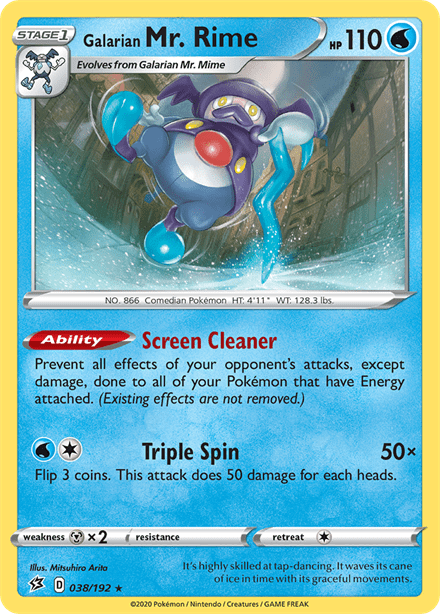 STAGE1 Galarian Mr. Rime HP 110
Evolves from Galarian Mr. Mime
NO. 866 Comedian Pokémon HT: 4'11" WT: 128.3 lbs.
Ability Screen Cleaner
Prevent all effects of your opponent's attacks, except
damage, done to all of your Pokémon that have Energy
attached. (Existing effects are not removed.)
Triple Spin 50×
Flip 3 coins. This attack does 50 damage for each heads.
weakness ×2 resistance retreat
Illus. Mitsuhiro Arita
It's highly skilled at tap-dancing. It waves its cane
of ice in time with its graceful movements.
D 038/192 ★
©2020 Pokémon / Nintendo / Creatures / GAME FREAK